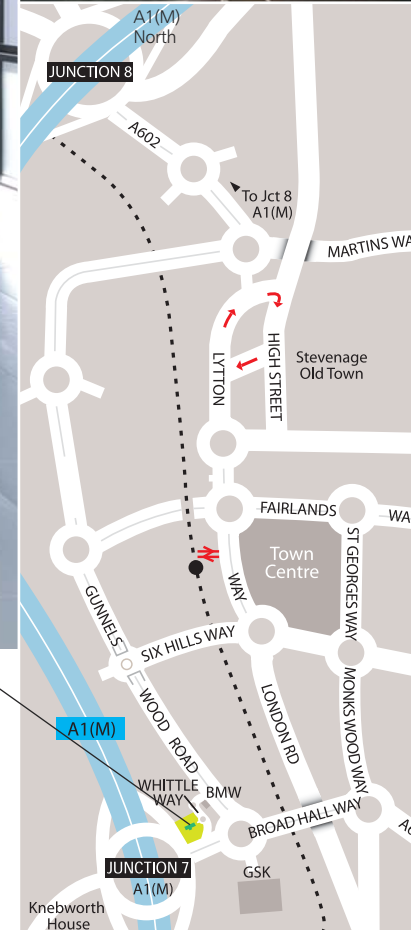 A1(M)
North
JUNCTION 8
A602
To Jct 8
A1(M)
MARTINS WA
LYTTON
HIGH STREET
Stevenage
Old Town
FAIRLANDS
WA
Town
Centre
ST GEORGES WAY
WAY
GUNNELS
SIX HILLS WAY
WOOD ROAD
LONDON RD
MONKS WOOD WAY
A1(M)
WHITTLE
WAY
BMW
BROAD HALL WAY
A6
JUNCTION 7
A1(M)
GSK
Knebworth
House